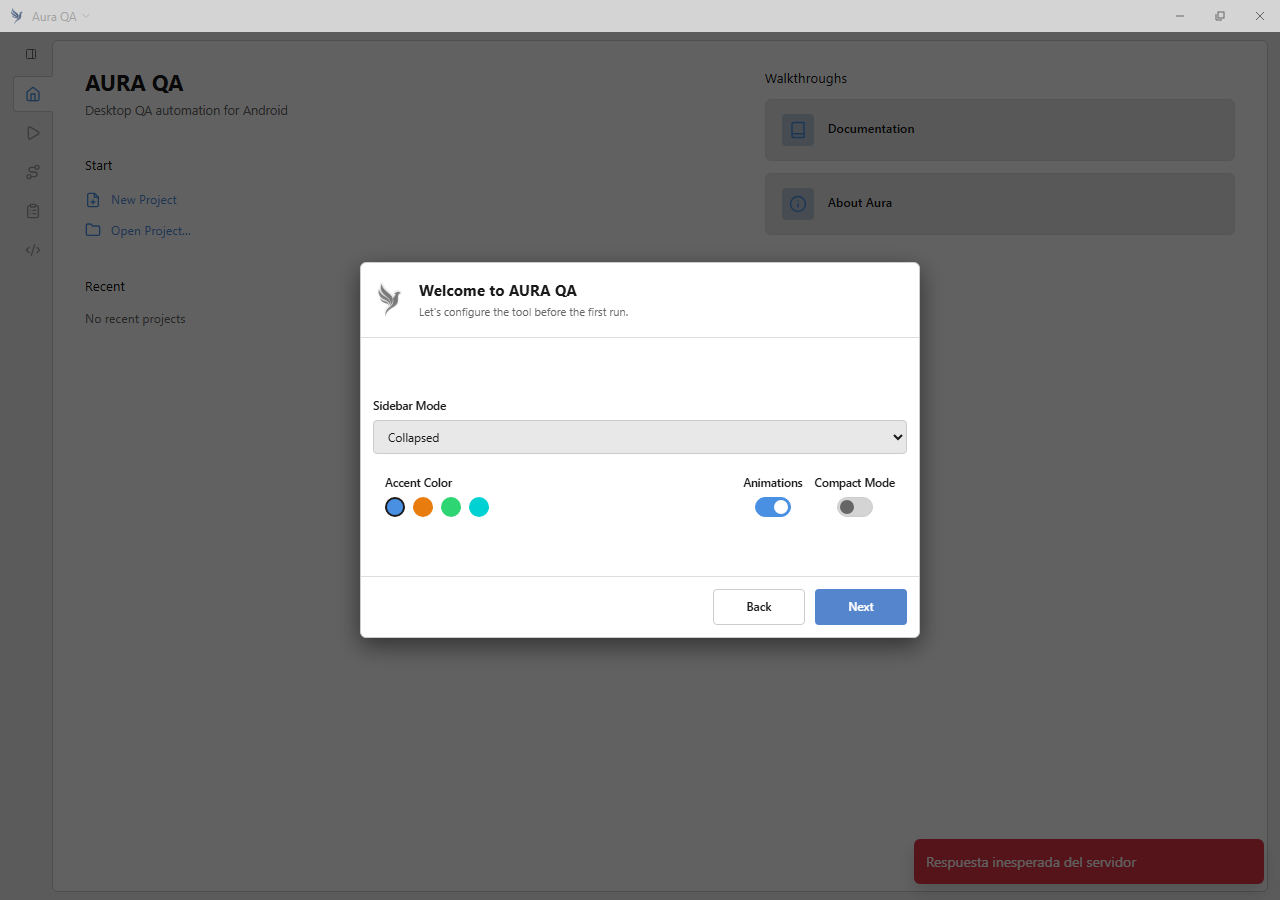 Aura QA
AURA QA
Desktop QA automation for Android
Start
New Project
Open Project...
Recent
No recent projects
Walkthroughs
Documentation
About Aura
Welcome to AURA QA
Let's configure the tool before the first run.
Sidebar Mode
Collapsed
Accent Color
Animations
Compact Mode
Back
Next
Respuesta inesperada del servidor